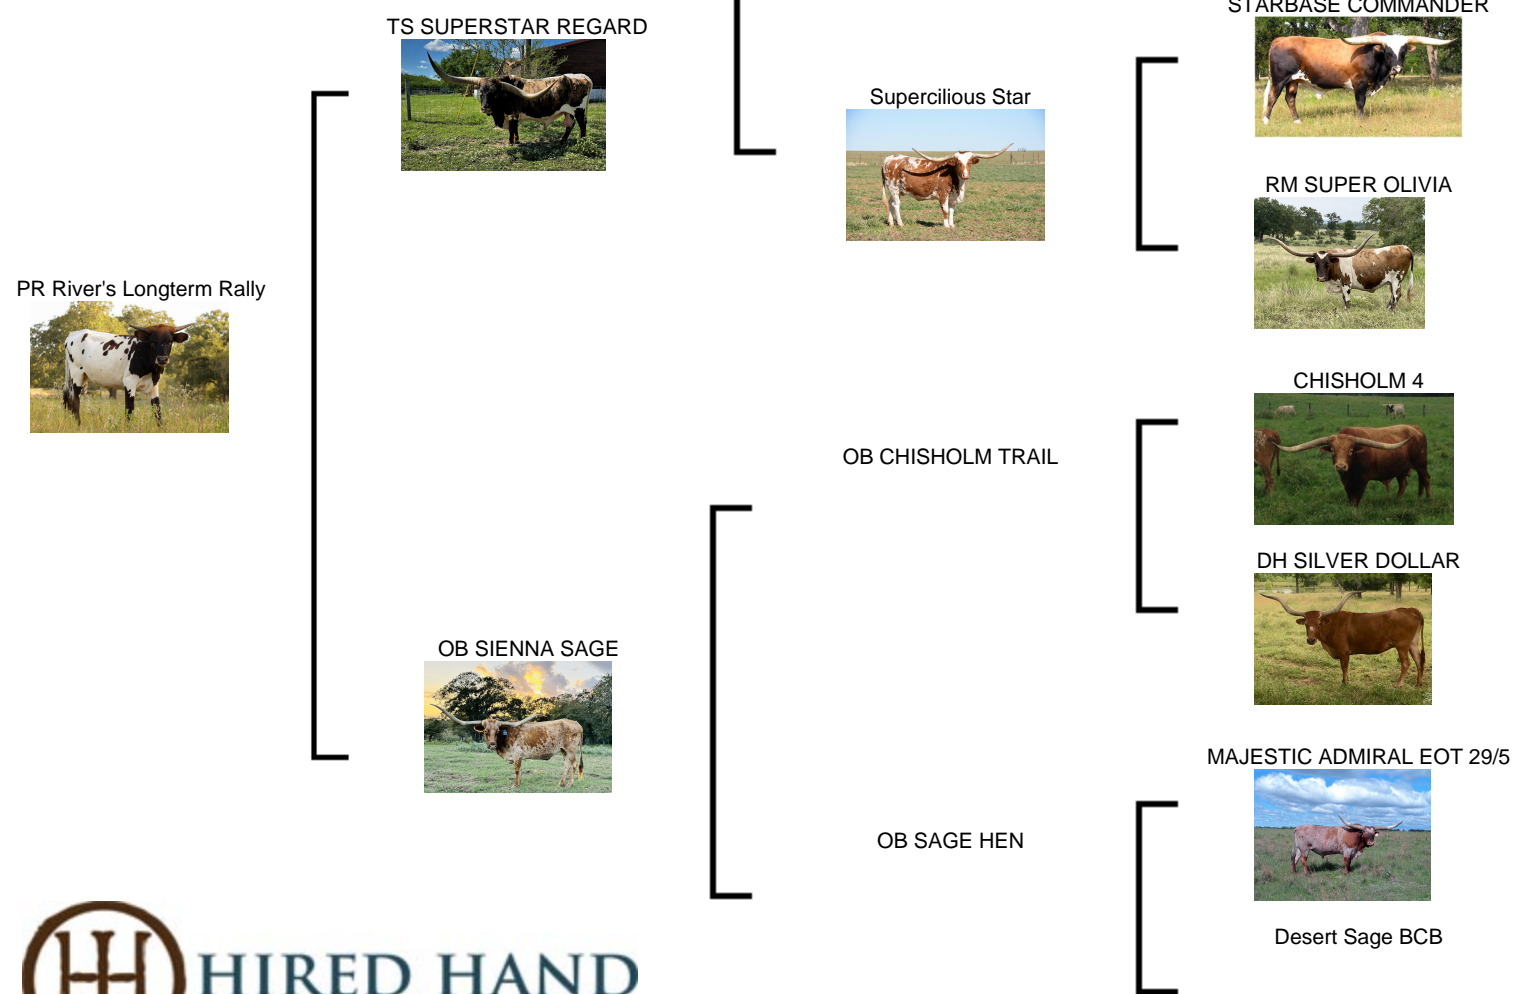 STARBASE COMMANDER
TS SUPERSTAR REGARD
Supercilious Star
RM SUPER OLIVIA
PR River's Longterm Rally
CHISHOLM 4
OB CHISHOLM TRAIL
DH SILVER DOLLAR
OB SIENNA SAGE
MAJESTIC ADMIRAL EOT 29/5
OB SAGE HEN
Desert Sage BCB
HIRED HAND